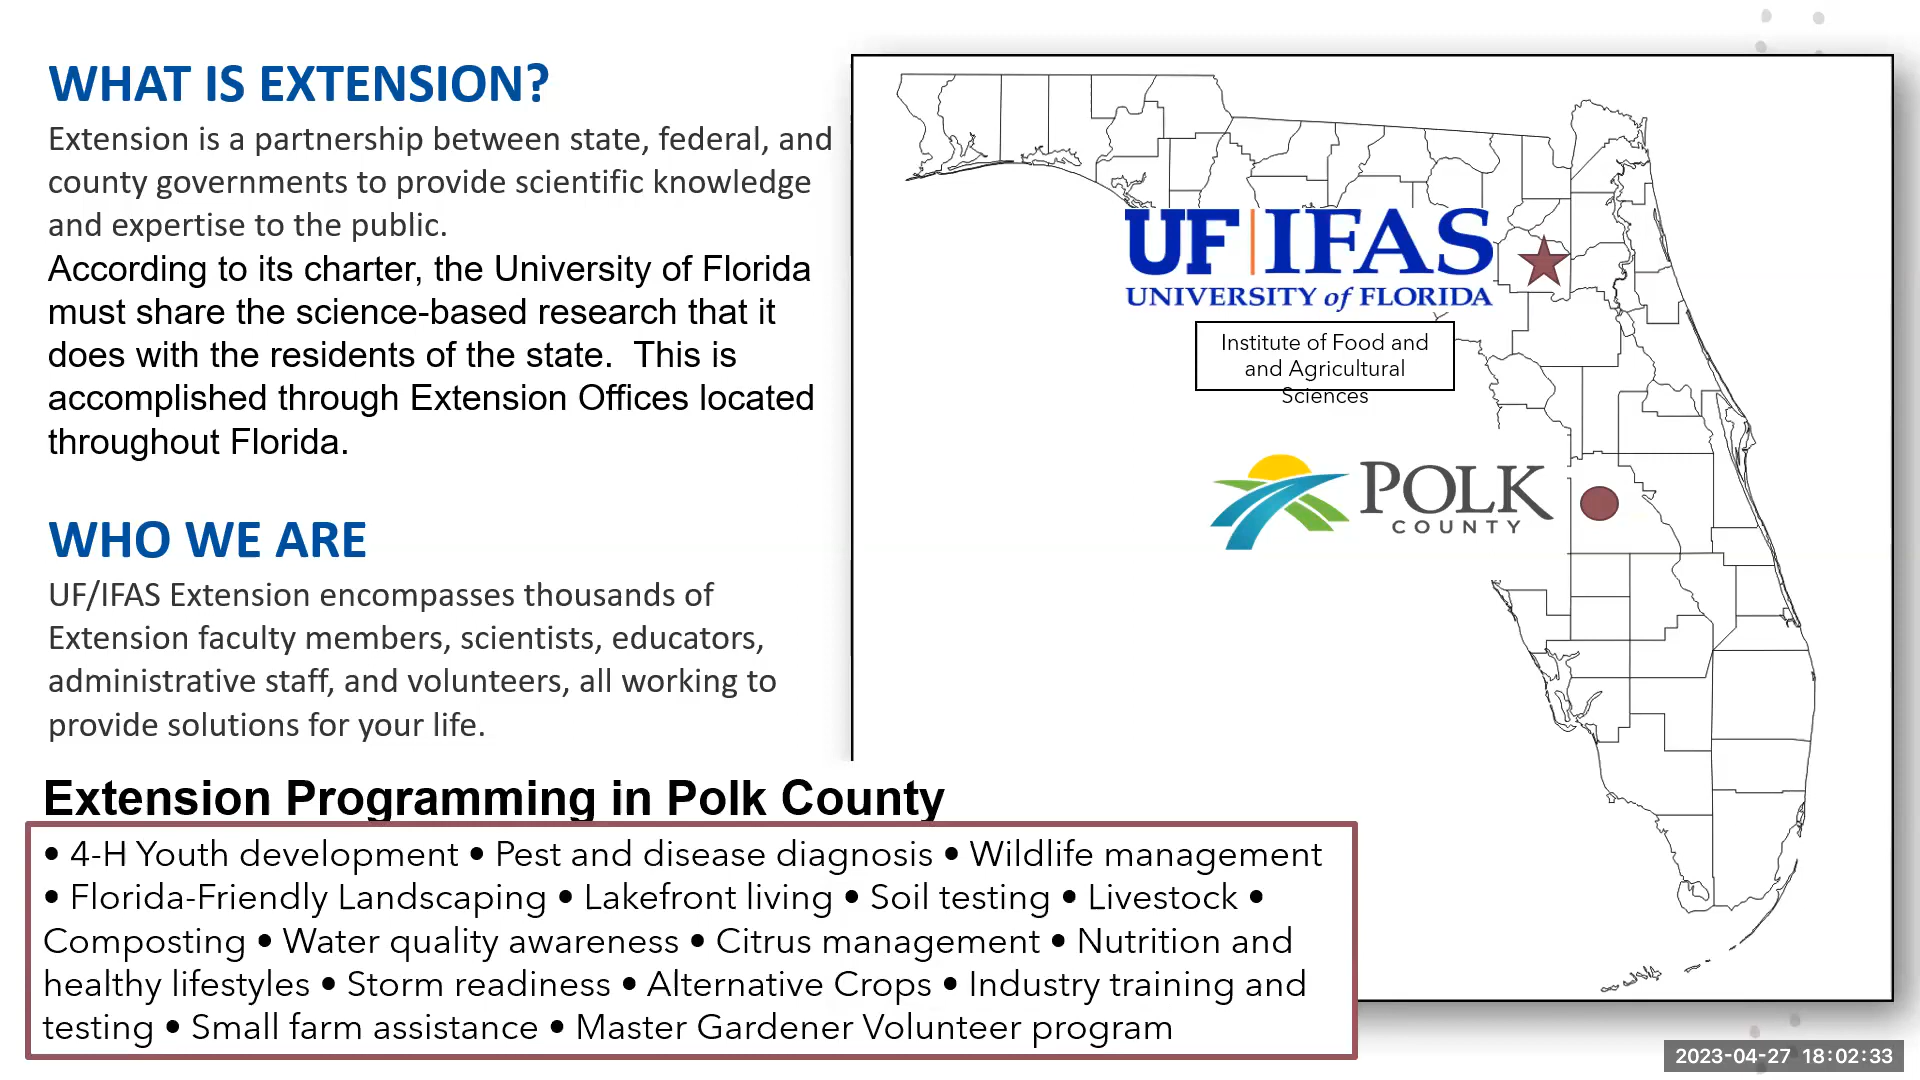 WHAT IS EXTENSION?
Extension is a partnership between state, federal, and
county governments to provide scientific knowledge
and expertise to the public.
According to its charter, the University of Florida
must share the science-based research that it
does with the residents of the state.  This is
accomplished through Extension Offices located
throughout Florida.
WHO WE ARE
UF/IFAS Extension encompasses thousands of
Extension faculty members, scientists, educators,
administrative staff, and volunteers, all working to
provide solutions for your life.
UF|IFAS
UNIVERSITY of FLORIDA
Institute of Food and
and Agricultural
Sciences
POLK
COUNTY
Extension Programming in Polk County
• 4-H Youth development • Pest and disease diagnosis • Wildlife management
• Florida-Friendly Landscaping • Lakefront living • Soil testing • Livestock •
Composting • Water quality awareness • Citrus management • Nutrition and
healthy lifestyles • Storm readiness • Alternative Crops • Industry training and
testing • Small farm assistance • Master Gardener Volunteer program
2023-04-27 18:02:33